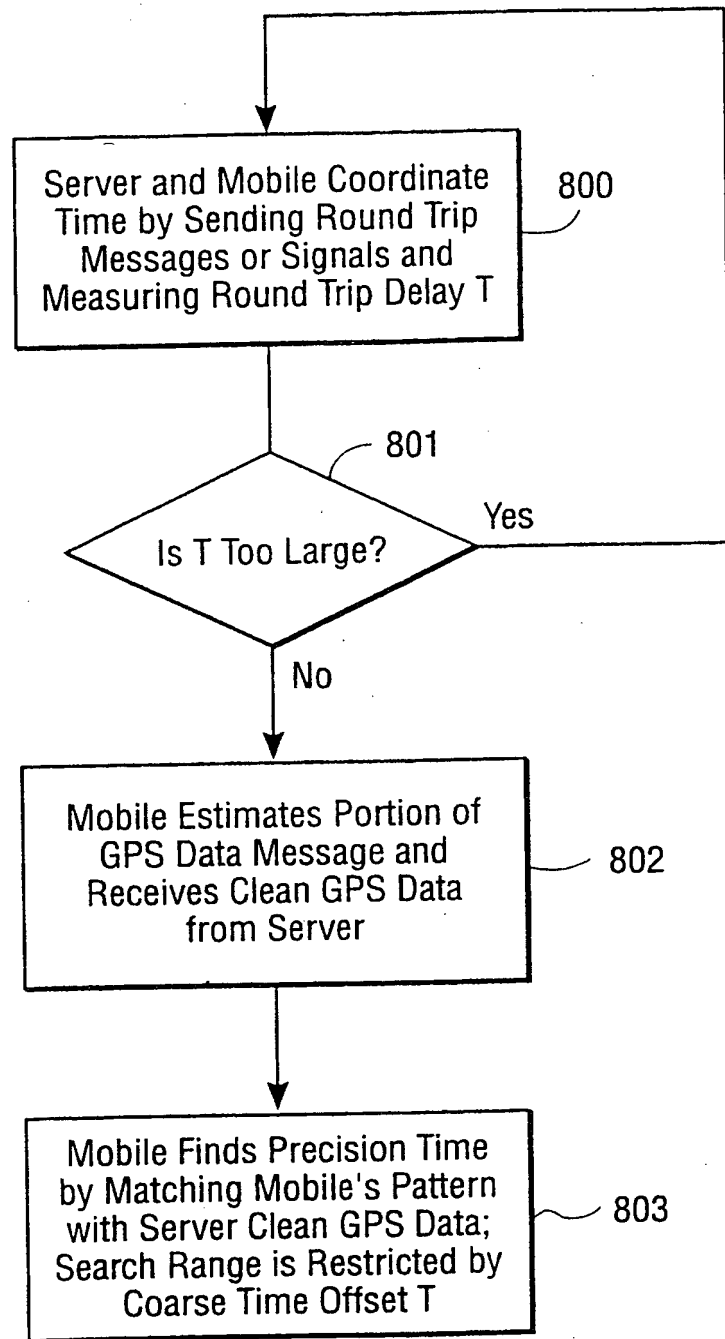 Server and Mobile Coordinate
Time by Sending Round Trip
Messages or Signals and
Measuring Round Trip Delay T
800
801
Is T Too Large?
Yes
No
Mobile Estimates Portion of
GPS Data Message and
Receives Clean GPS Data
from Server
802
Mobile Finds Precision Time
by Matching Mobile's Pattern
with Server Clean GPS Data;
Search Range is Restricted by
Coarse Time Offset T
803